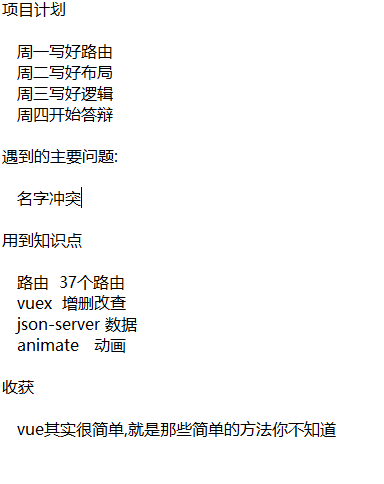 项目计划
周一写好路由
周二写好布局
周三写好逻辑
周四开始答辩
遇到的主要问题:
名字冲突
用到知识点
路由 37个路由
vuex 增删改查
json-server 数据
animate 动画
收获
vue其实很简单,就是那些简单的方法你不知道